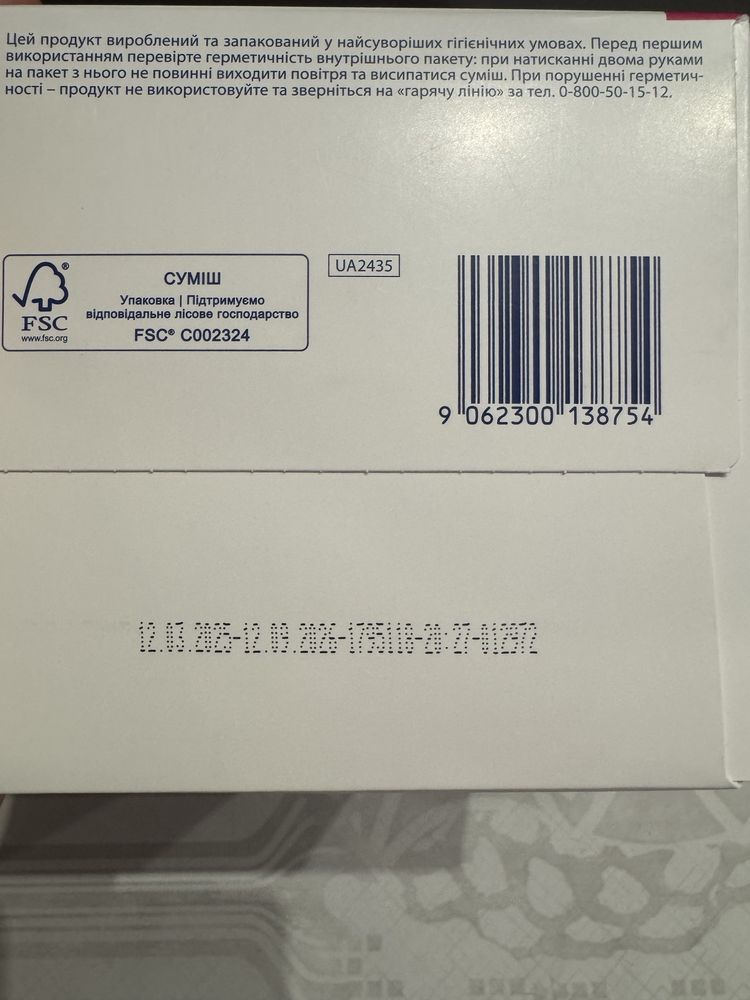 Цей продукт вироблений та запакований у найсуворіших гігієнічних умовах. Перед першим
використанням перевірте герметичність внутрішнього пакету: при натисканні двома руками
на пакет з нього не повинні виходити повітря та висипатися суміш. При порушенні герметич-
ності – продукт не використовуйте та зверніться на «гарячу лінію» за тел. 0-800-50-15-12.
FSC®
www.fsc.org
СУМІШ
Упаковка | Підтримуємо
відповідальне лісове господарство
FSC® C002324
UA2435
9 062300 138754
12.03.2025-12.09.2026-1795118-20:27-012972